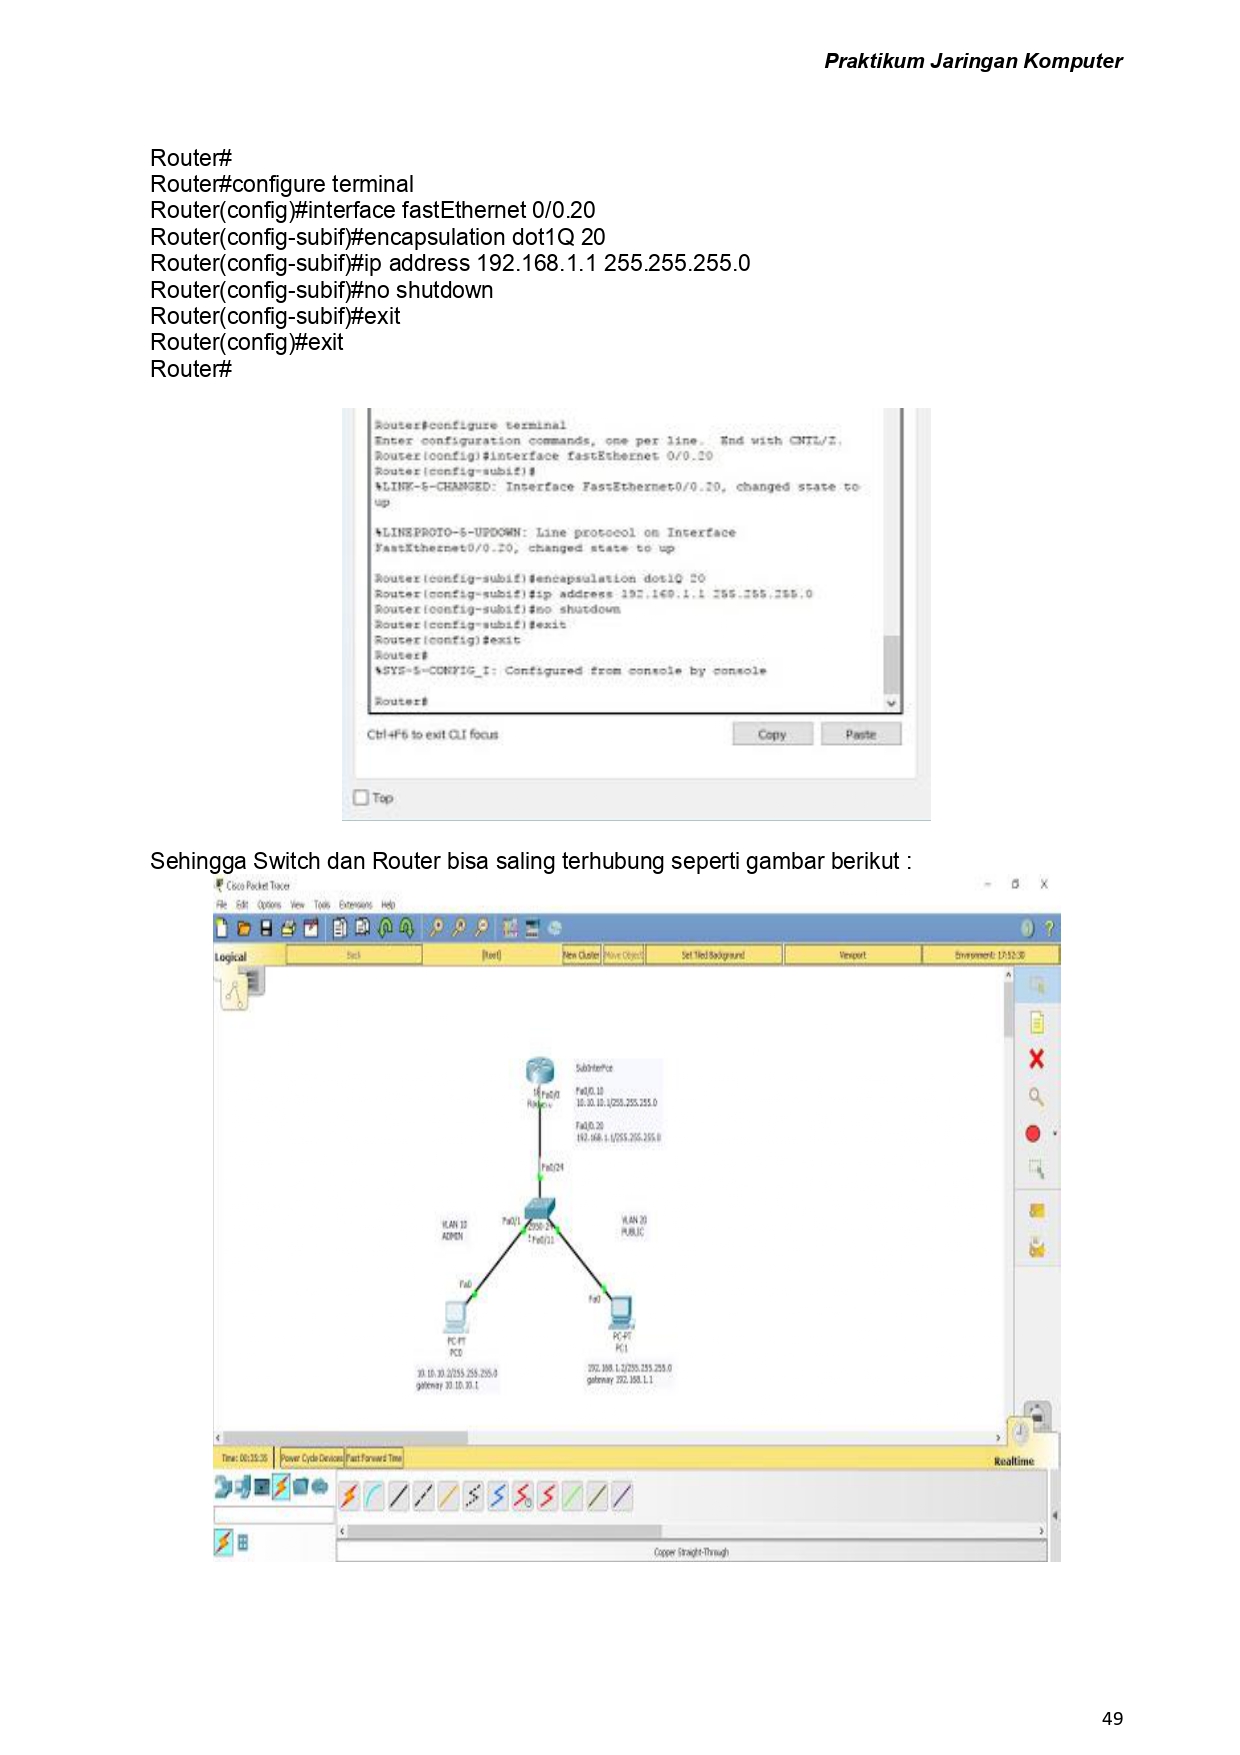 Praktikum Jaringan Komputer
Router#
Router#configure terminal
Router(config)#interface fastEthernet 0/0.20
Router(config-subif)#encapsulation dot1Q 20
Router(config-subif)#ip address 192.168.1.1 255.255.255.0
Router(config-subif)#no shutdown
Router(config-subif)#exit
Router(config)#exit
Router#
Router#configure terminal
Enter configuration commands, one per line. End with CNTL/Z.
Router(config)#interface fastEthernet 0/0.20
Router(config-subif)#
%LINK-5-CHANGED: Interface FastEthernet0/0.20, changed state to
up
%LINEPROTO-5-UPDOWN: Line protocol on Interface
FastEthernet0/0.20, changed state to up
Router(config-subif)#encapsulation dot1Q 20
Router(config-subif)#ip address 192.168.1.1 255.255.255.0
Router(config-subif)#no shutdown
Router(config-subif)#exit
Router(config)#exit
Router#
%SYS-5-CONFIG_I: Configured from console by console
Router#
Ctrl+F6 to exit CLI focus
Copy
Paste
Top
Sehingga Switch dan Router bisa saling terhubung seperti gambar berikut :
Cisco Packet Tracer
File Edit Options View Tools Extensions Help
Logical
Back
[Root]
New Cluster
Move Object
Set Tiled Background
Viewport
Environment: 17:52:30
Fa0/0
Fa0/0.10
10.10.10.1/255.255.255.0
Fa0/0.20
192.168.1.1/255.255.255.0
Fa0/24
VLAN 10
ADMIN
Fa0/1
2950-24
Fa0/11
VLAN 20
PUBLIC
Fa0
Fa0
PC-PT
PC0
PC-PT
PC1
10.10.10.2/255.255.255.0
gateway 10.10.10.1
192.168.1.2/255.255.255.0
gateway 192.168.1.1
Time: 00:35:35
Power Cycle Devices
Fast Forward Time
Realtime
Copper Straight-Through
49